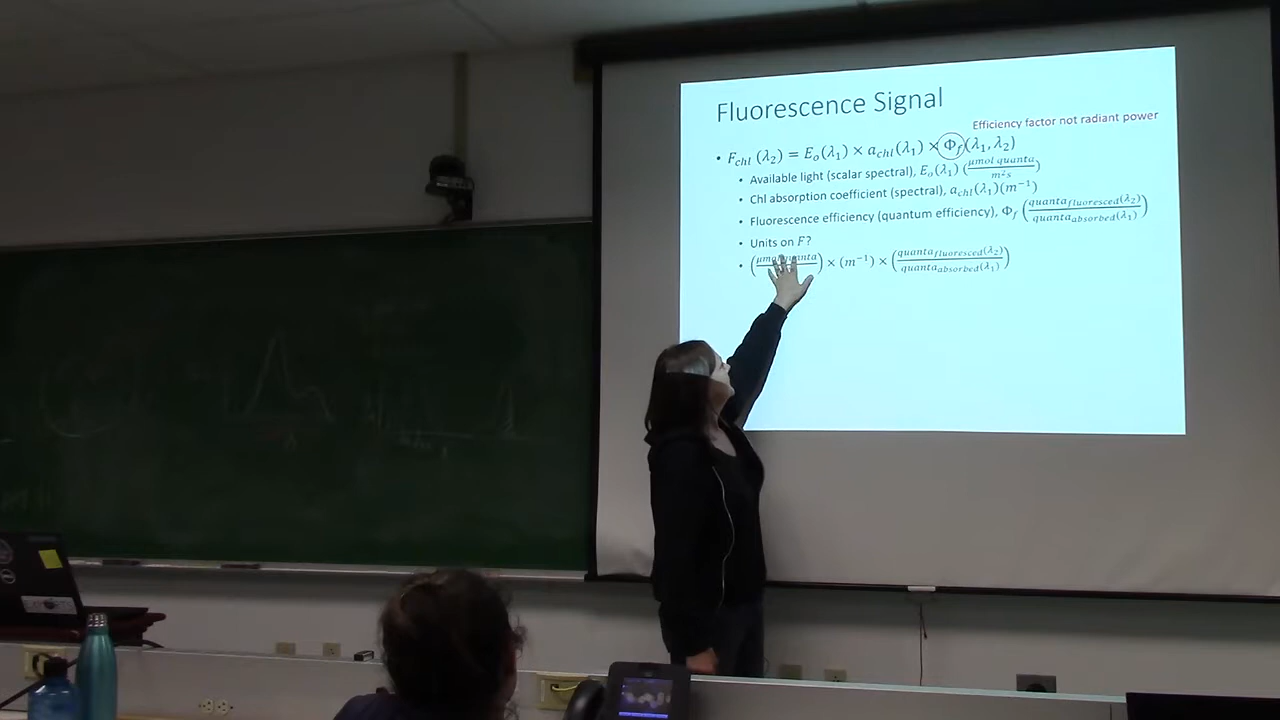 Fluorescence Signal
Efficiency factor not radiant power
• F_chl (λ₂) = E_o(λ₁) × a_chl(λ₁) × Φ_f(λ₁, λ₂)
• Available light (scalar spectral), E_o(λ₁) (μmol quanta / m²s)
• Chl absorption coefficient (spectral), a_chl(λ₁)(m⁻¹)
• Fluorescence efficiency (quantum efficiency), Φ_f (quanta_fluoresced(λ₂) / quanta_absorbed(λ₁))
• Units on F?
• (μmol quanta) × (m⁻¹) × (quanta_fluoresced(λ₂) / quanta_absorbed(λ₁))